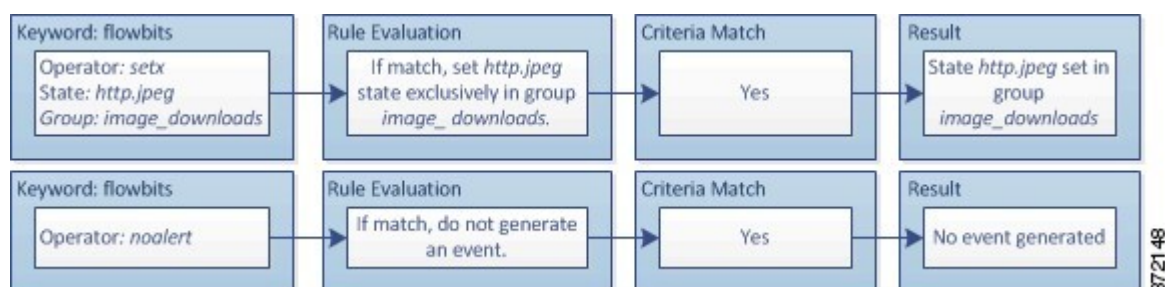 Keyword: flowbits
Operator: setx
State: http.jpeg
Group: image_downloads
Rule Evaluation
If match, set http.jpeg
state exclusively in group
image_ downloads.
Criteria Match
Yes
Result
State http.jpeg set in
group
image_downloads
Keyword: flowbits
Operator: noalert
Rule Evaluation
If match, do not generate
an event.
Criteria Match
Yes
Result
No event generated
372148